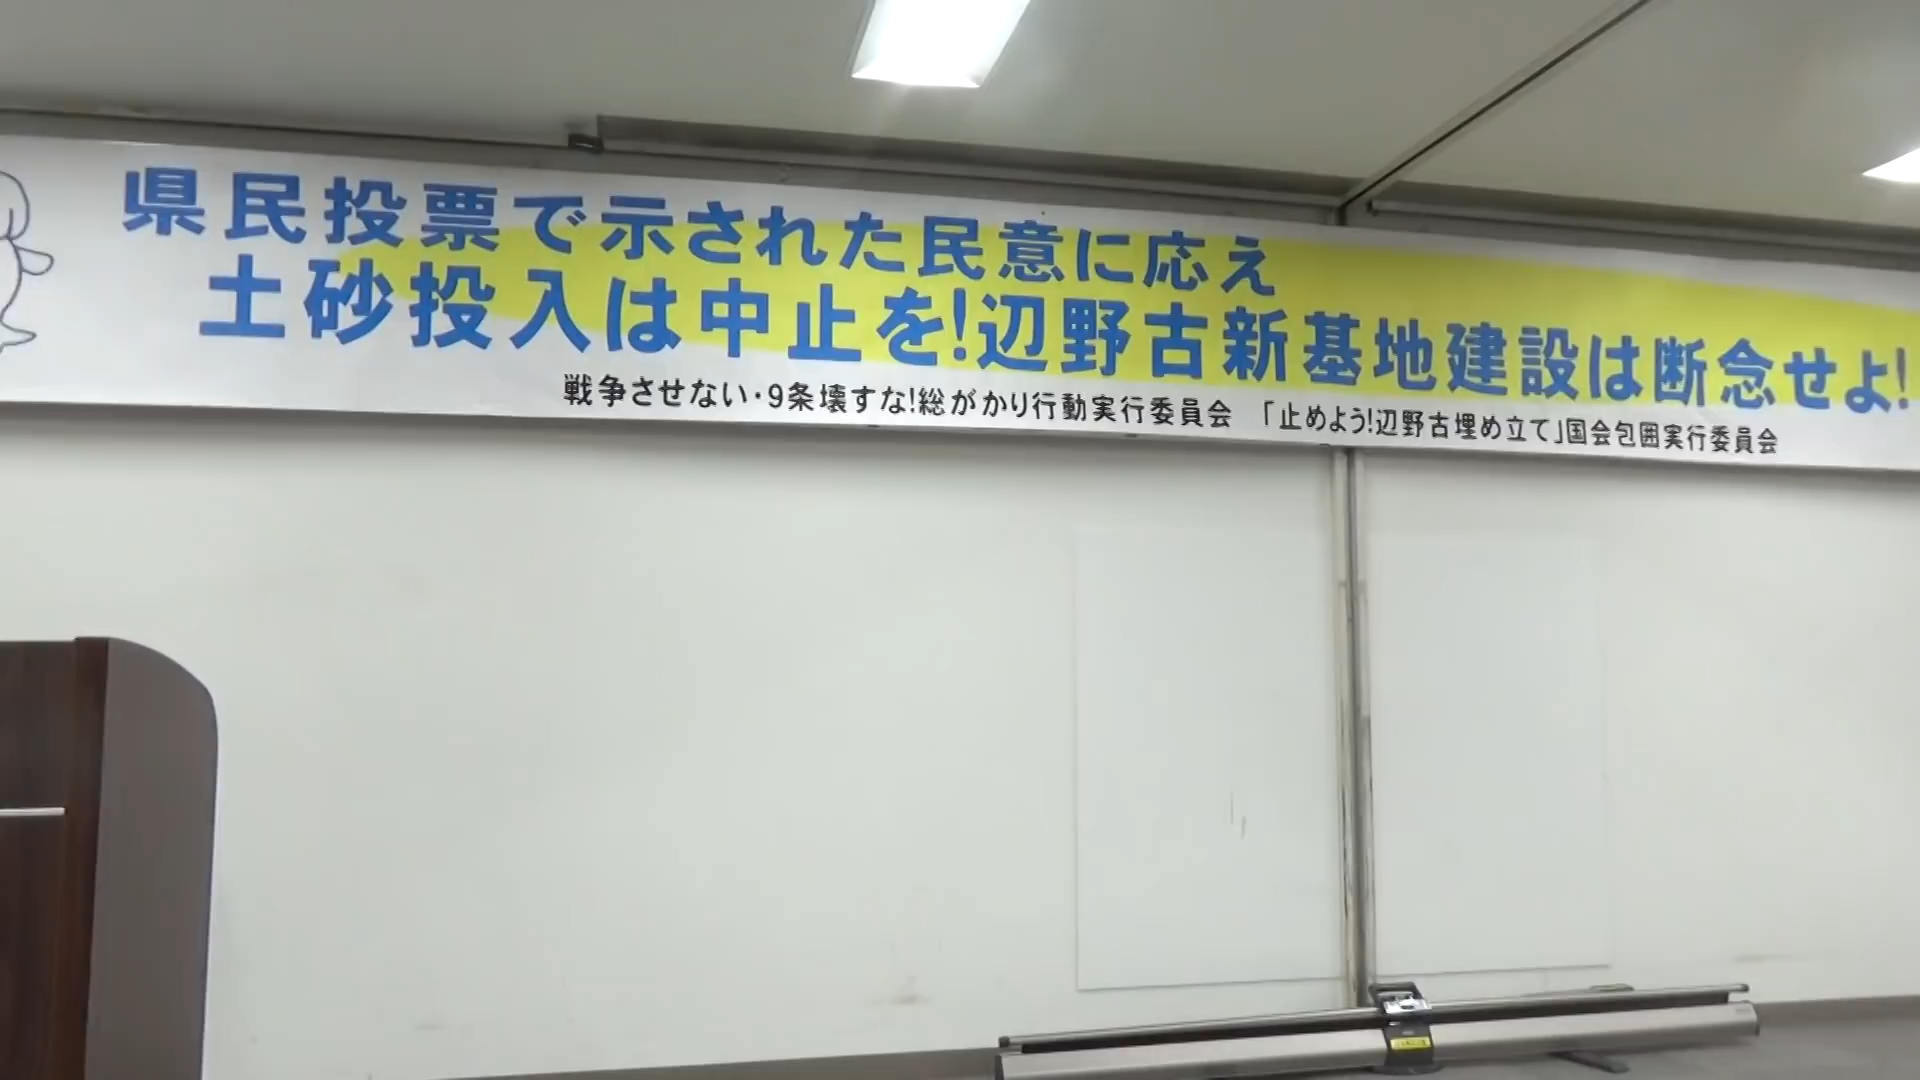 県民投票で示された民意に応え
土砂投入は中止を!辺野古新基地建設は断念せよ!
戦争させない・9条壊すな!総がかり行動実行委員会 「止めよう!辺野古埋め立て」国会包囲実行委員会